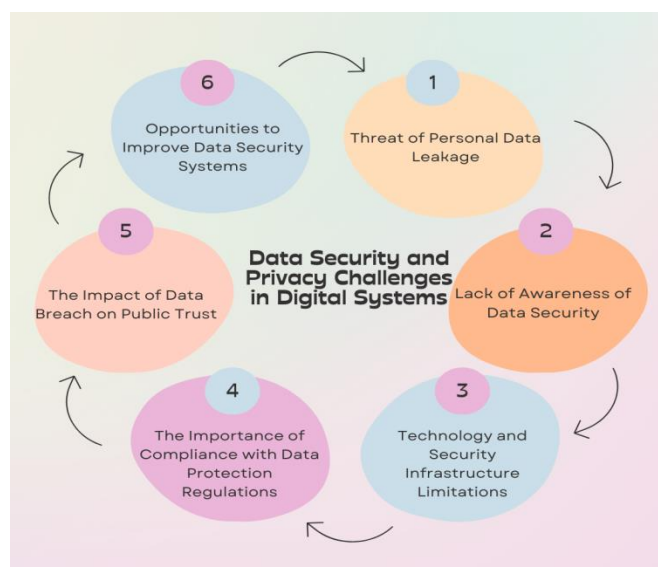 1
Threat of Personal Data
Leakage
2
Lack of Awareness of
Data Security
3
Technology and
Security
Infrastructure
Limitations
4
The Importance of
Compliance with Data
Protection
Regulations
5
The Impact of Data
Breach on Public Trust
6
Opportunities to
Improve Data Security
Systems
Data Security and
Privacy Challenges
in Digital Systems